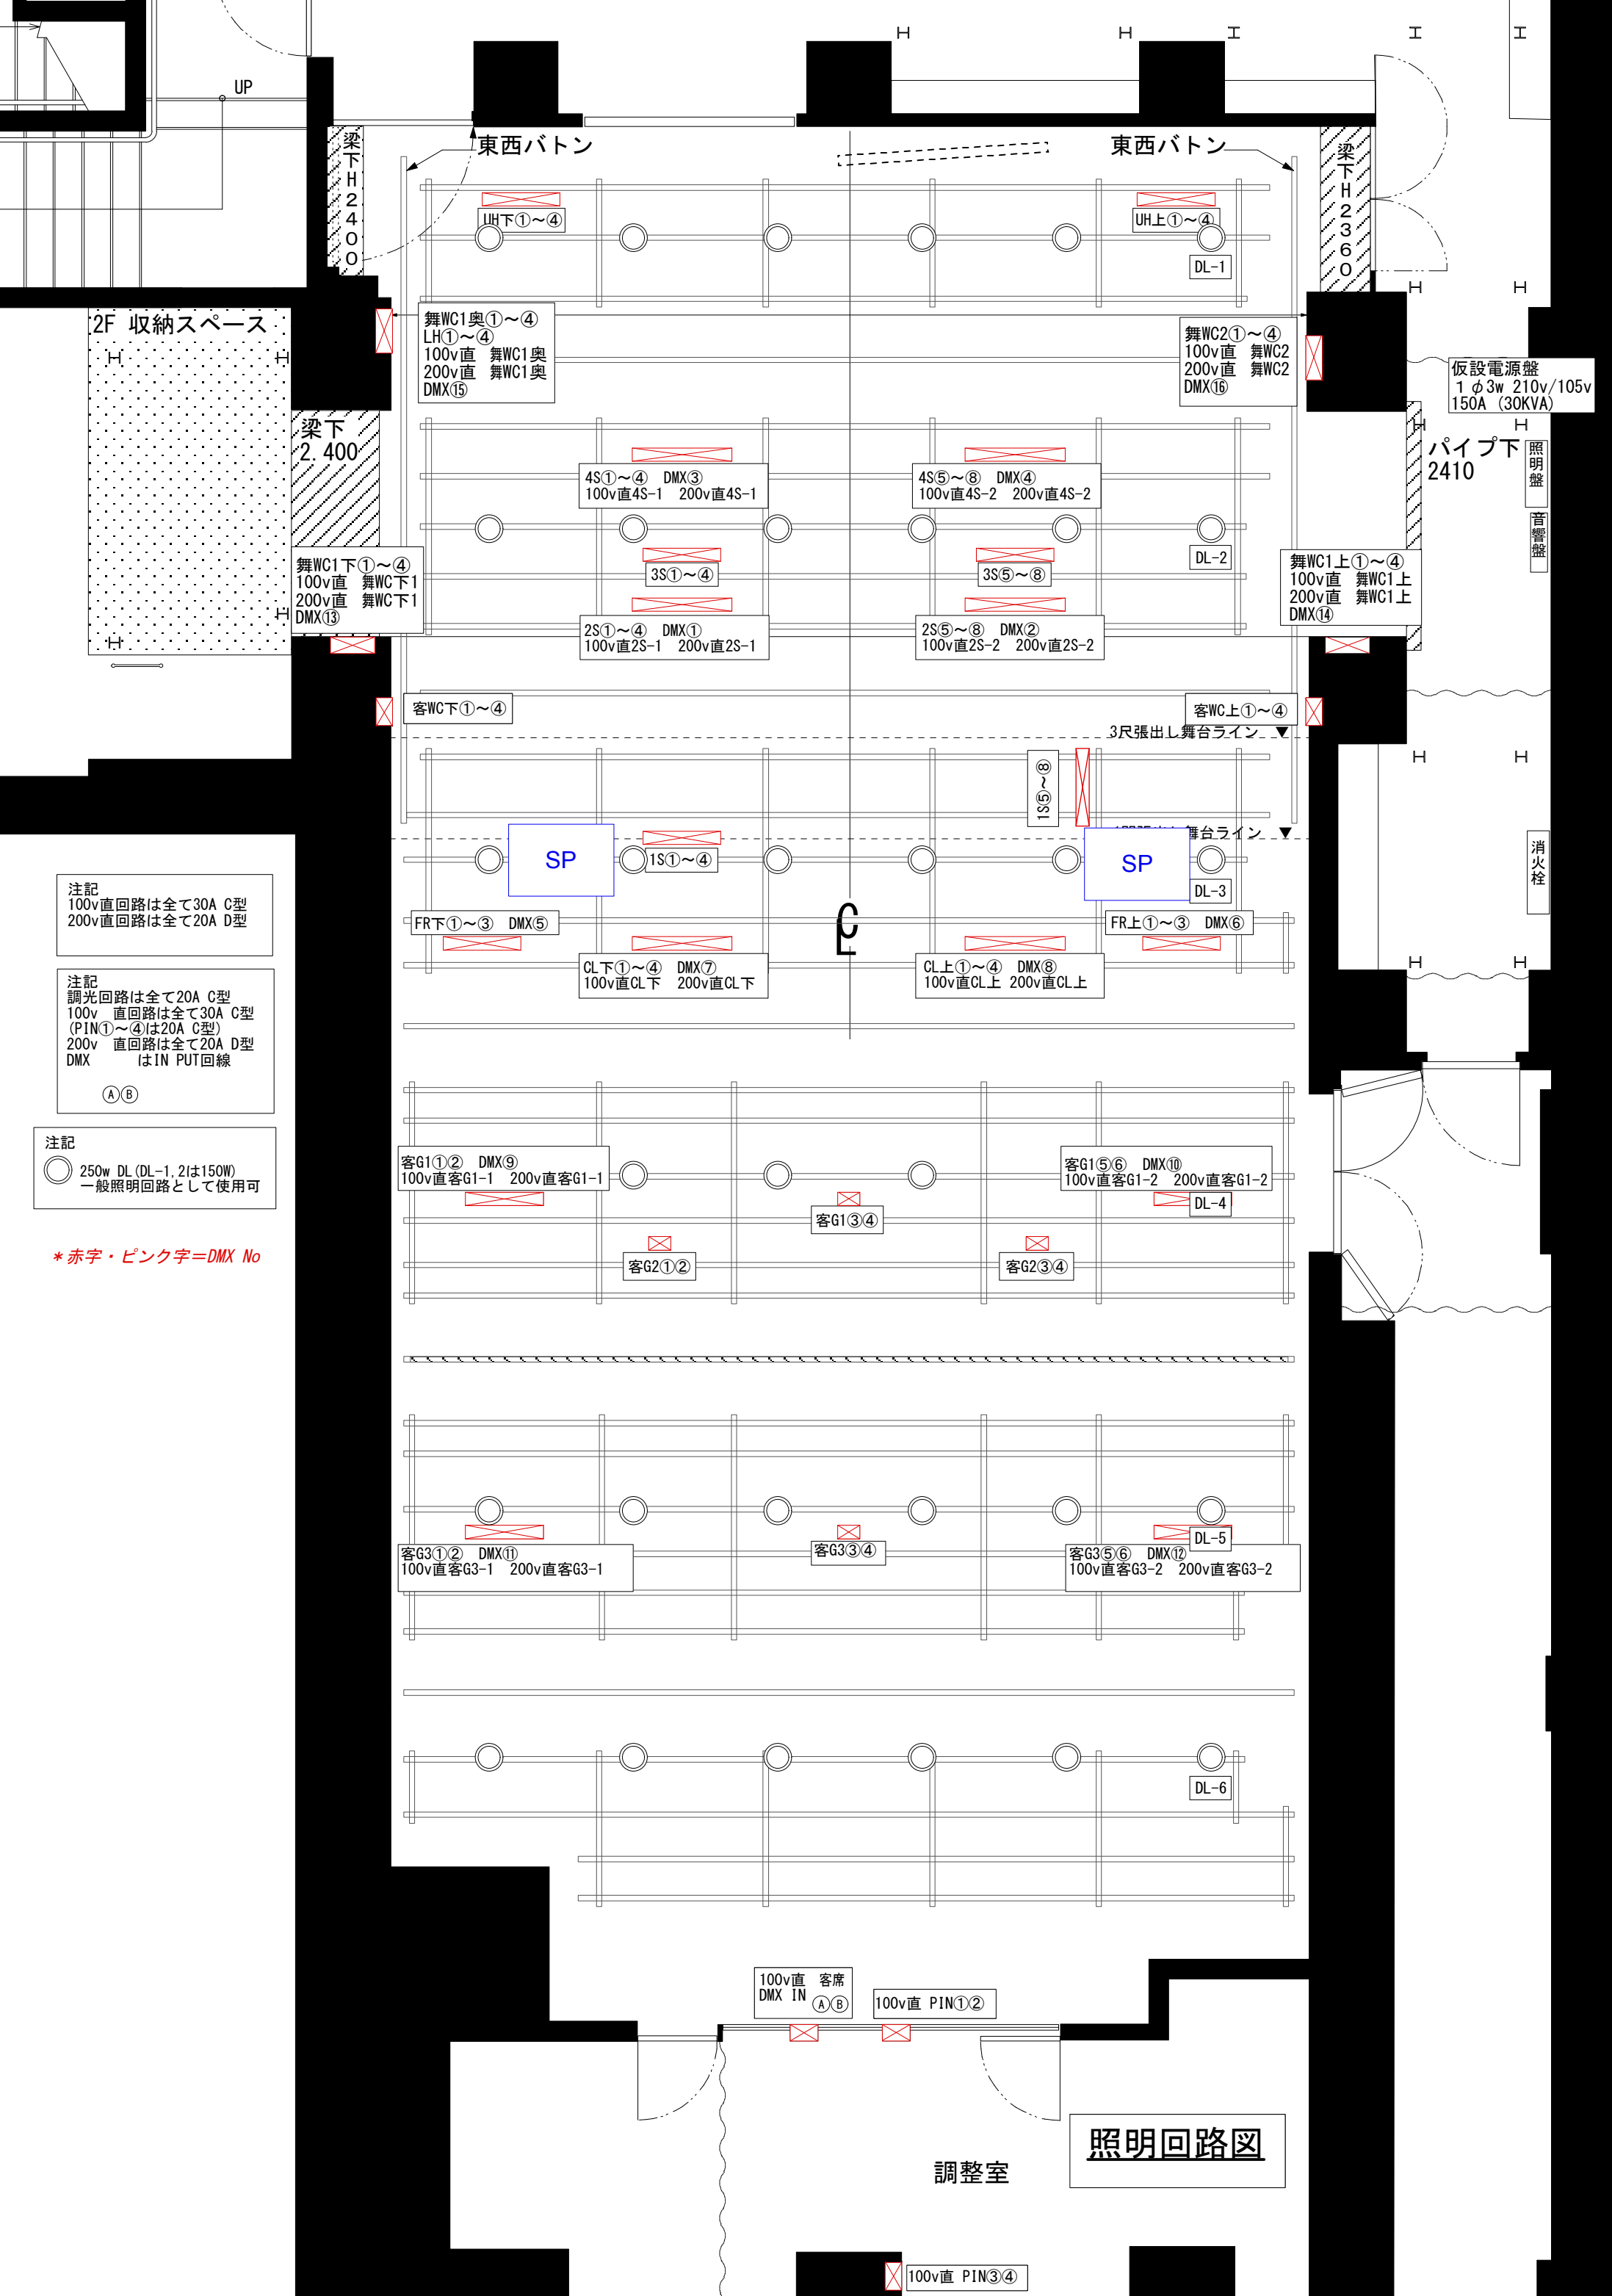 UP
梁下H2400
東西バトン
東西バトン
梁下H2360
UH下①～④
UH上①～④
DL-1
2F 収納スペース
舞WC1奥①～④
LH①～④
100v直 舞WC1奥
200v直 舞WC1奥
DMX⑮
舞WC2①～④
100v直 舞WC2
200v直 舞WC2
DMX⑯
仮設電源盤
1φ3w 210v/105v
150A (30KVA)
梁下
2.400
パイプ下
2410
照明盤
音響盤
4S①～④ DMX③
100v直4S-1 200v直4S-1
4S⑤～⑧ DMX④
100v直4S-2 200v直4S-2
DL-2
舞WC1下①～④
100v直 舞WC下1
200v直 舞WC下1
DMX⑬
3S①～④
3S⑤～⑧
舞WC1上①～④
100v直 舞WC1上
200v直 舞WC1上
DMX⑭
2S①～④ DMX①
100v直2S-1 200v直2S-1
2S⑤～⑧ DMX②
100v直2S-2 200v直2S-2
客WC下①～④
客WC上①～④
3尺張出し舞台ライン ▼
1S⑤～⑧
舞台ライン ▼
SP
1S①～④
SP
DL-3
消火栓
注記
100v直回路は全て30A C型
200v直回路は全て20A D型
FR下①～③ DMX⑤
CL
FR上①～③ DMX⑥
CL下①～④ DMX⑦
100v直CL下 200v直CL下
CL上①～④ DMX⑧
100v直CL上 200v直CL上
注記
調光回路は全て20A C型
100v 直回路は全て30A C型
(PIN①～④は20A C型)
200v 直回路は全て20A D型
DMX はIN PUT回線
ⒶⒷ
注記
250w DL(DL-1,2は150W)
一般照明回路として使用可
＊赤字・ピンク字＝DMX No
客G1①② DMX⑨
100v直客G1-1 200v直客G1-1
客G1⑤⑥ DMX⑩
100v直客G1-2 200v直客G1-2
DL-4
客G1③④
客G2①②
客G2③④
DL-5
客G3①② DMX⑪
100v直客G3-1 200v直客G3-1
客G3③④
客G3⑤⑥ DMX⑫
100v直客G3-2 200v直客G3-2
DL-6
100v直 客席
DMX IN ⒶⒷ
100v直 PIN①②
照明回路図
調整室
100v直 PIN③④